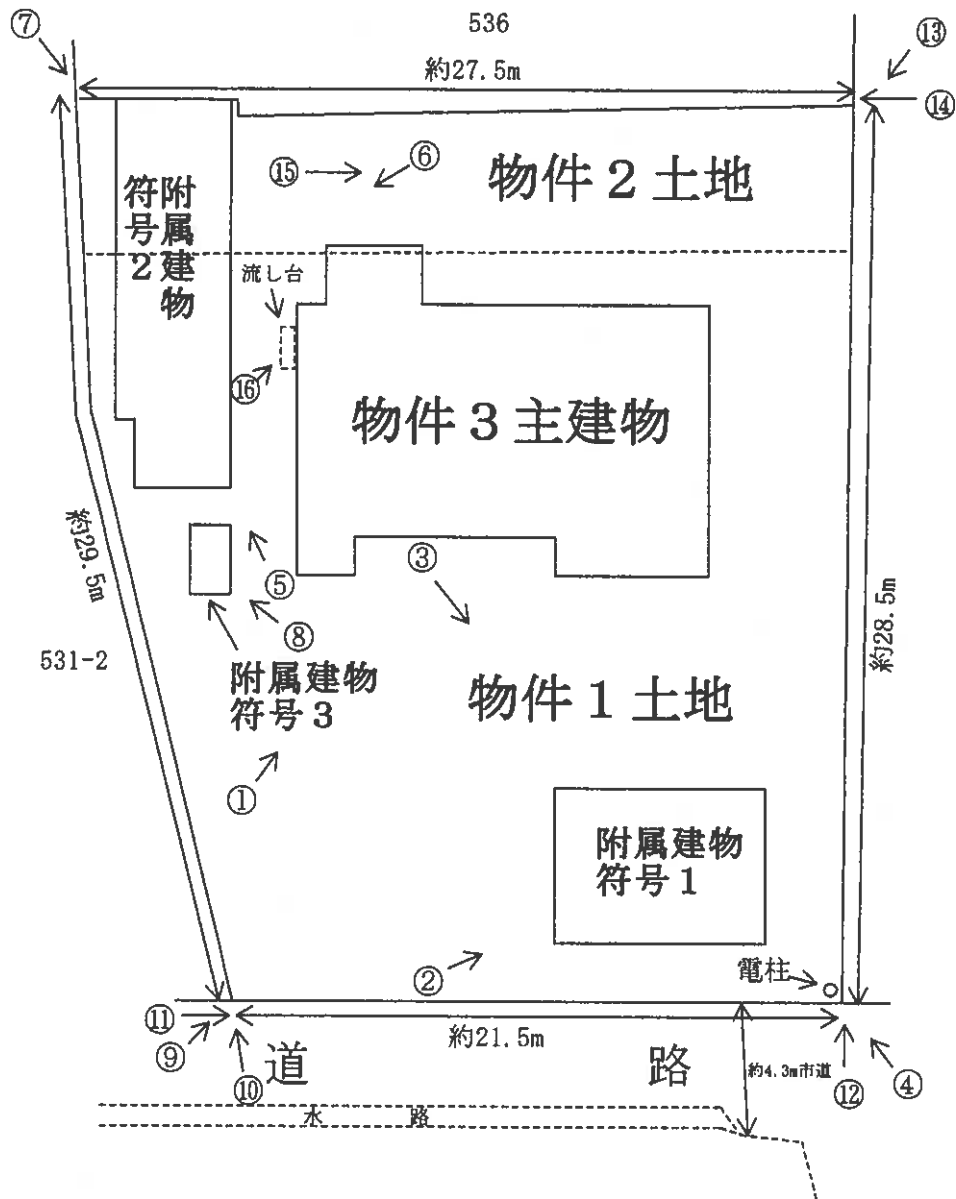 ⑦
536
⑬
約27.5m
⑭
⑮
⑥
物件2土地
附属建物
符号2
流し台
⑯
物件3主建物
約29.5m
③
⑤
⑧
約28.5m
531-2
附属建物
符号3
物件1土地
①
附属建物
符号1
②
電柱
⑪
約21.5m
⑨
⑩
道路
約4.3m市道
⑫
④
水路